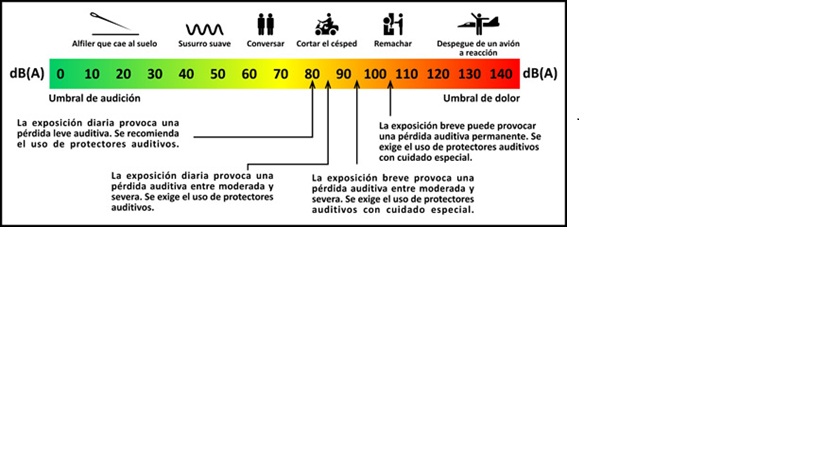 Alfiler que cae al suelo
Susurro suave
Conversar
Cortar el césped
Remachar
Despegue de un avión
a reacción
dB(A) 0 10 20 30 40 50 60 70 80 90 100 110 120 130 140 dB(A)
Umbral de audición
Umbral de dolor
La exposición diaria provoca una
pérdida leve auditiva. Se recomienda
el uso de protectores auditivos.
La exposición diaria provoca una
pérdida auditiva entre moderada y
severa. Se exige el uso de protectores
auditivos.
La exposición breve provoca una
pérdida auditiva entre moderada y
severa. Se exige el uso de protectores
auditivos con cuidado especial.
La exposición breve puede provocar
una pérdida auditiva permanente. Se
exige el uso de protectores auditivos
con cuidado especial.
.